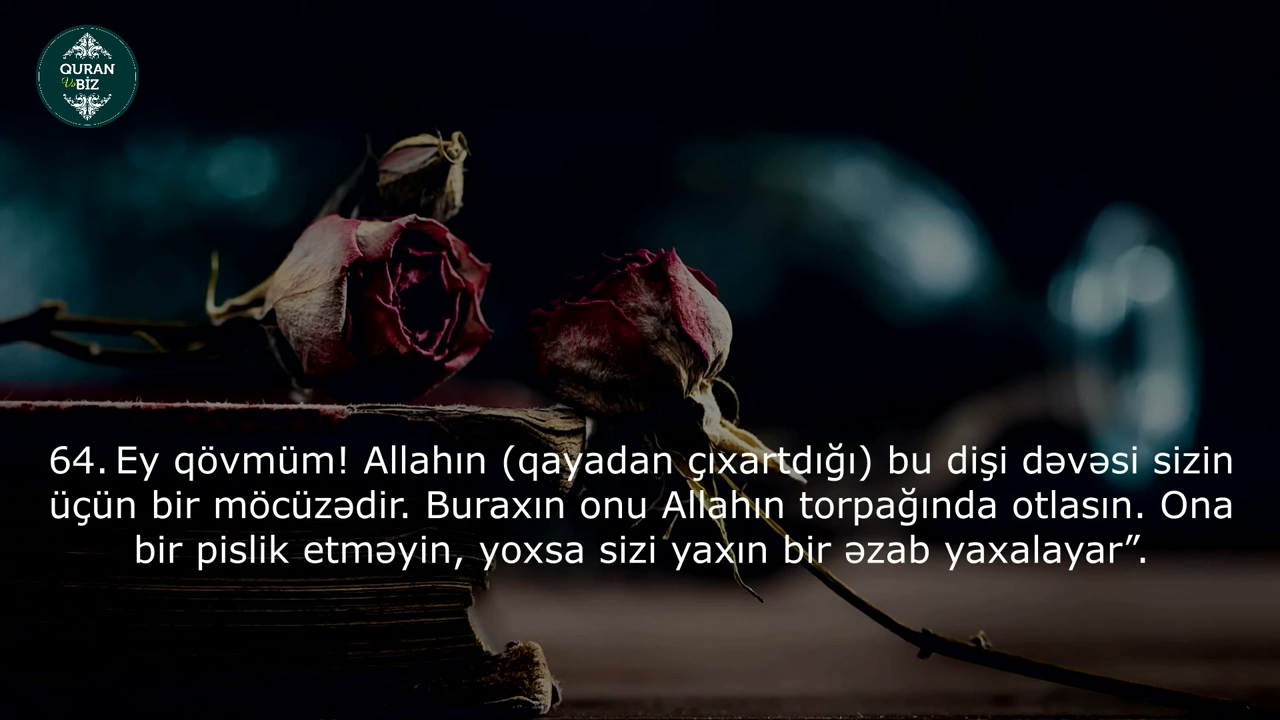 QURAN
Və BİZ
64. Ey qövmüm! Allahın (qayadan çıxartdığı) bu dişi dəvəsi sizin
üçün bir möcüzədir. Buraxın onu Allahın torpağında otlasın. Ona
bir pislik etməyin, yoxsa sizi yaxın bir əzab yaxalayar”.